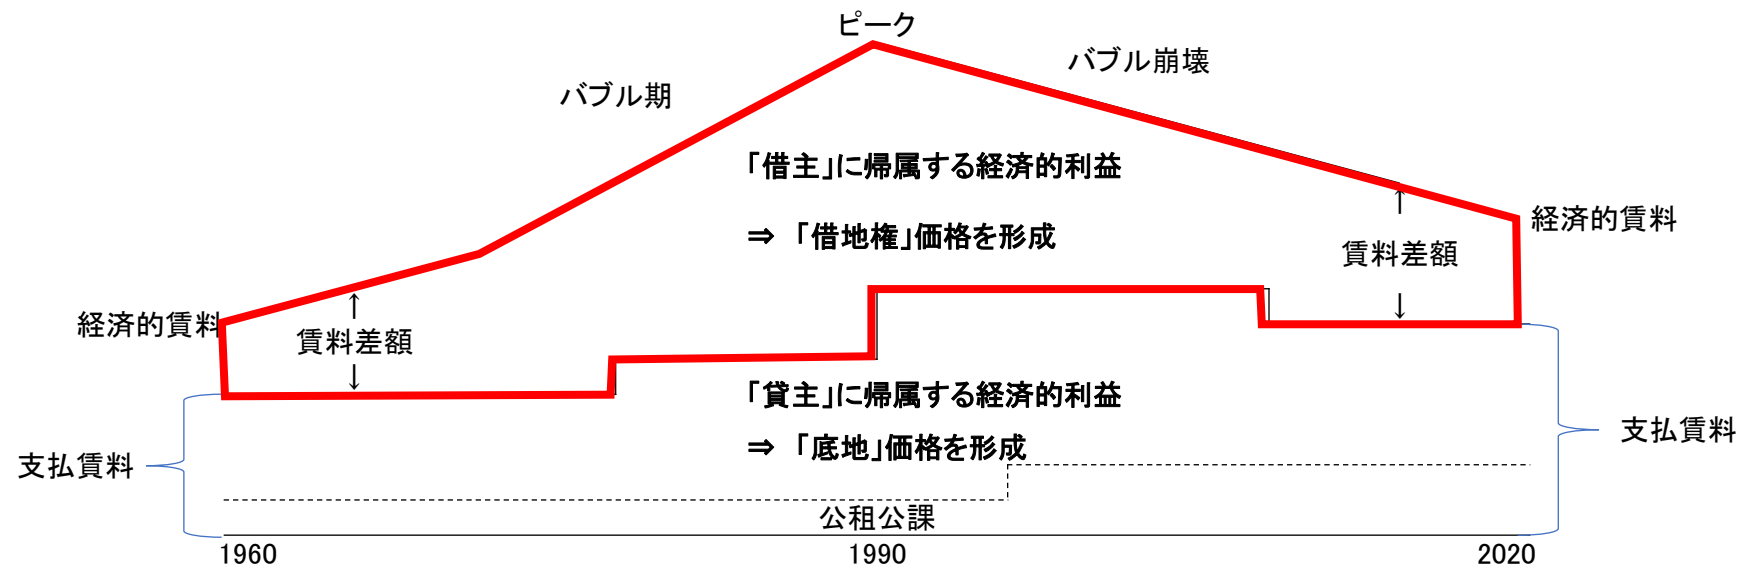 ピーク
バブル崩壊
バブル期
「借主」に帰属する経済的利益
⇒ 「借地権」価格を形成
経済的賃料
賃料差額
経済的賃料
賃料差額
「貸主」に帰属する経済的利益
⇒ 「底地」価格を形成
支払賃料
支払賃料
公租公課
1960
1990
2020